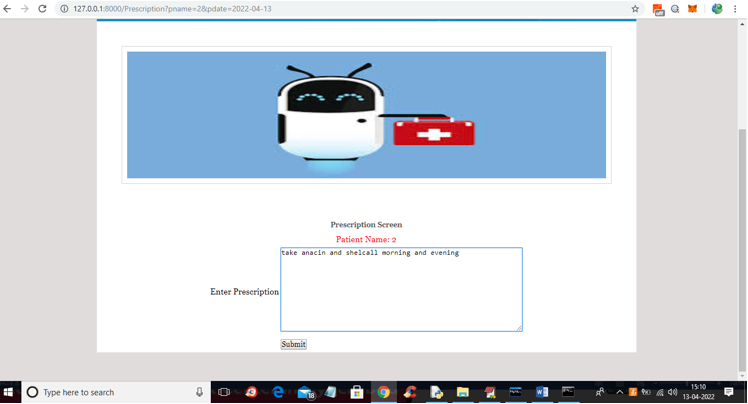 127.0.0.1:8000/Prescription?pname=2&pdate=2022-04-13
Prescription Screen
Patient Name: 2
take anacin and shelcall morning and evening
Enter Prescription
Submit
Type here to search
18
15:10
13-04-2022